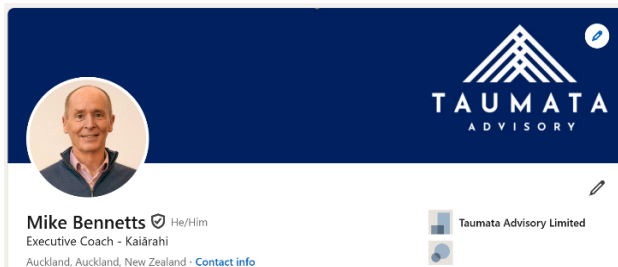 TAUMATA
ADVISORY
Mike Bennetts He/Him
Executive Coach - Kaiārahi
Auckland, Auckland, New Zealand · Contact info
Taumata Advisory Limited